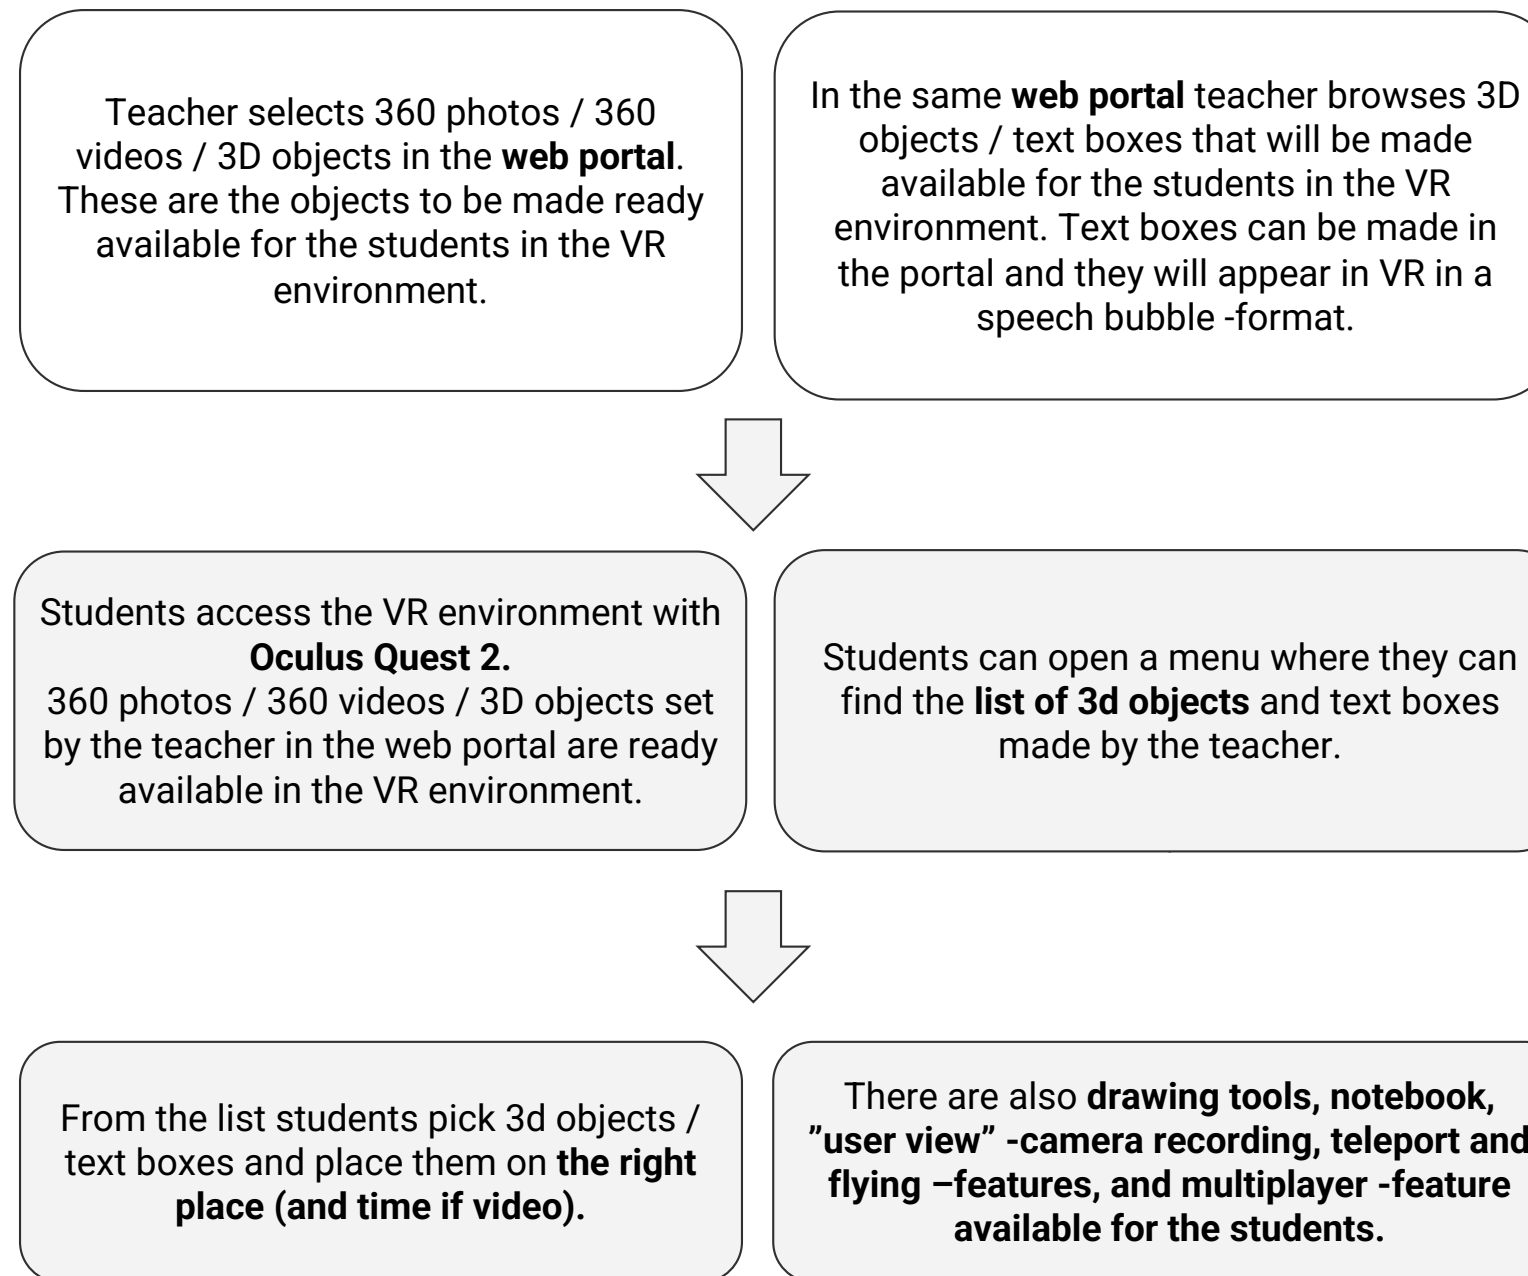 Teacher selects 360 photos / 360
videos / 3D objects in the web portal.
These are the objects to be made ready
available for the students in the VR
environment.
In the same web portal teacher browses 3D
objects / text boxes that will be made
available for the students in the VR
environment. Text boxes can be made in
the portal and they will appear in VR in a
speech bubble -format.
Students access the VR environment with
Oculus Quest 2.
360 photos / 360 videos / 3D objects set
by the teacher in the web portal are ready
available in the VR environment.
Students can open a menu where they can
find the list of 3d objects and text boxes
made by the teacher.
From the list students pick 3d objects /
text boxes and place them on the right
place (and time if video).
There are also drawing tools, notebook,
”user view” -camera recording, teleport and
flying –features, and multiplayer -feature
available for the students.